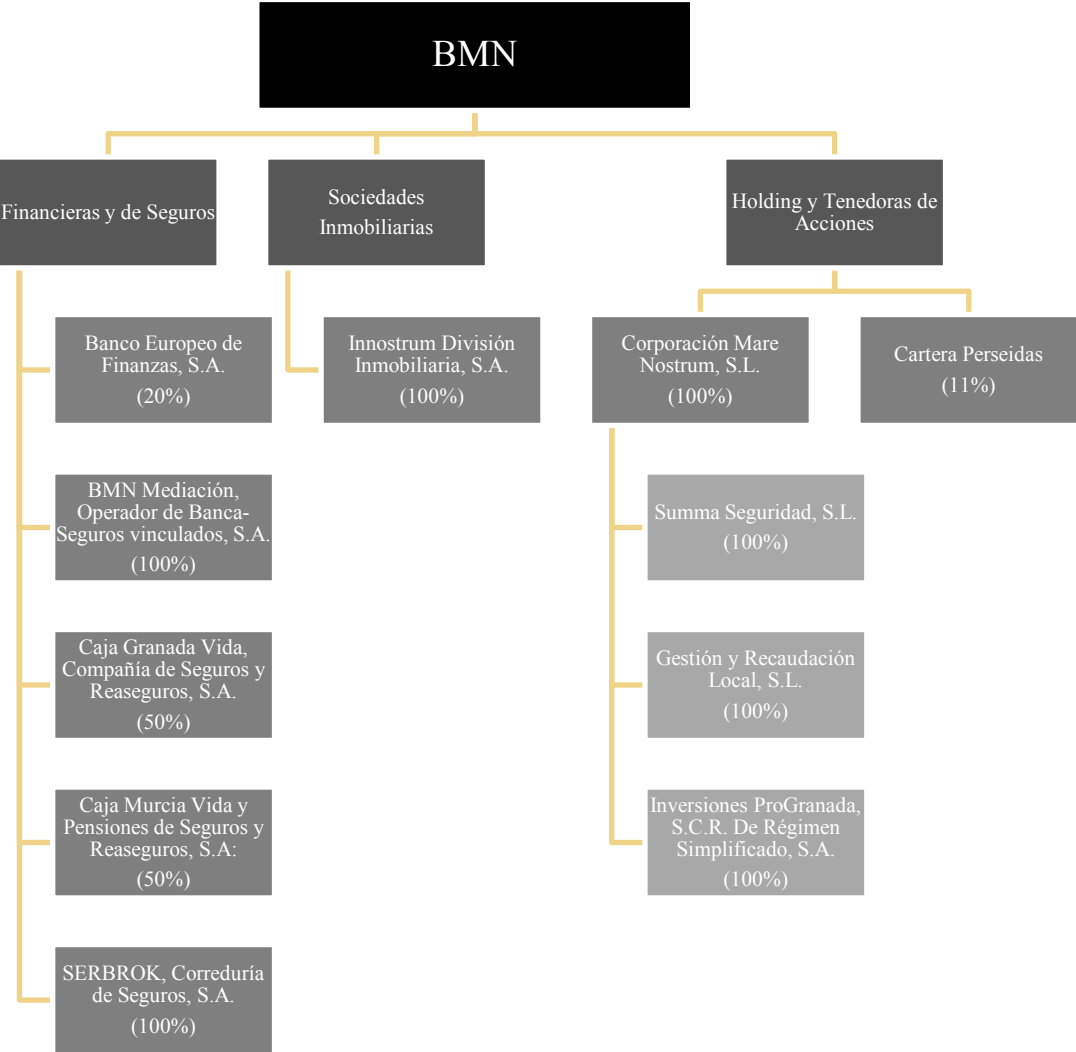 BMN
Financieras y de Seguros
Sociedades
Inmobiliarias
Holding y Tenedoras de
Acciones
Banco Europeo de
Finanzas, S.A.
(20%)
Innostrum División
Inmobiliaria, S.A.
(100%)
Corporación Mare
Nostrum, S.L.
(100%)
Cartera Perseidas
(11%)
BMN Mediación,
Operador de Banca-
Seguros vinculados, S.A.
(100%)
Summa Seguridad, S.L.
(100%)
Caja Granada Vida,
Compañía de Seguros y
Reaseguros, S.A.
(50%)
Gestión y Recaudación
Local, S.L.
(100%)
Caja Murcia Vida y
Pensiones de Seguros y
Reaseguros, S.A:
(50%)
Inversiones ProGranada,
S.C.R. De Régimen
Simplificado, S.A.
(100%)
SERBROK, Correduría
de Seguros, S.A.
(100%)